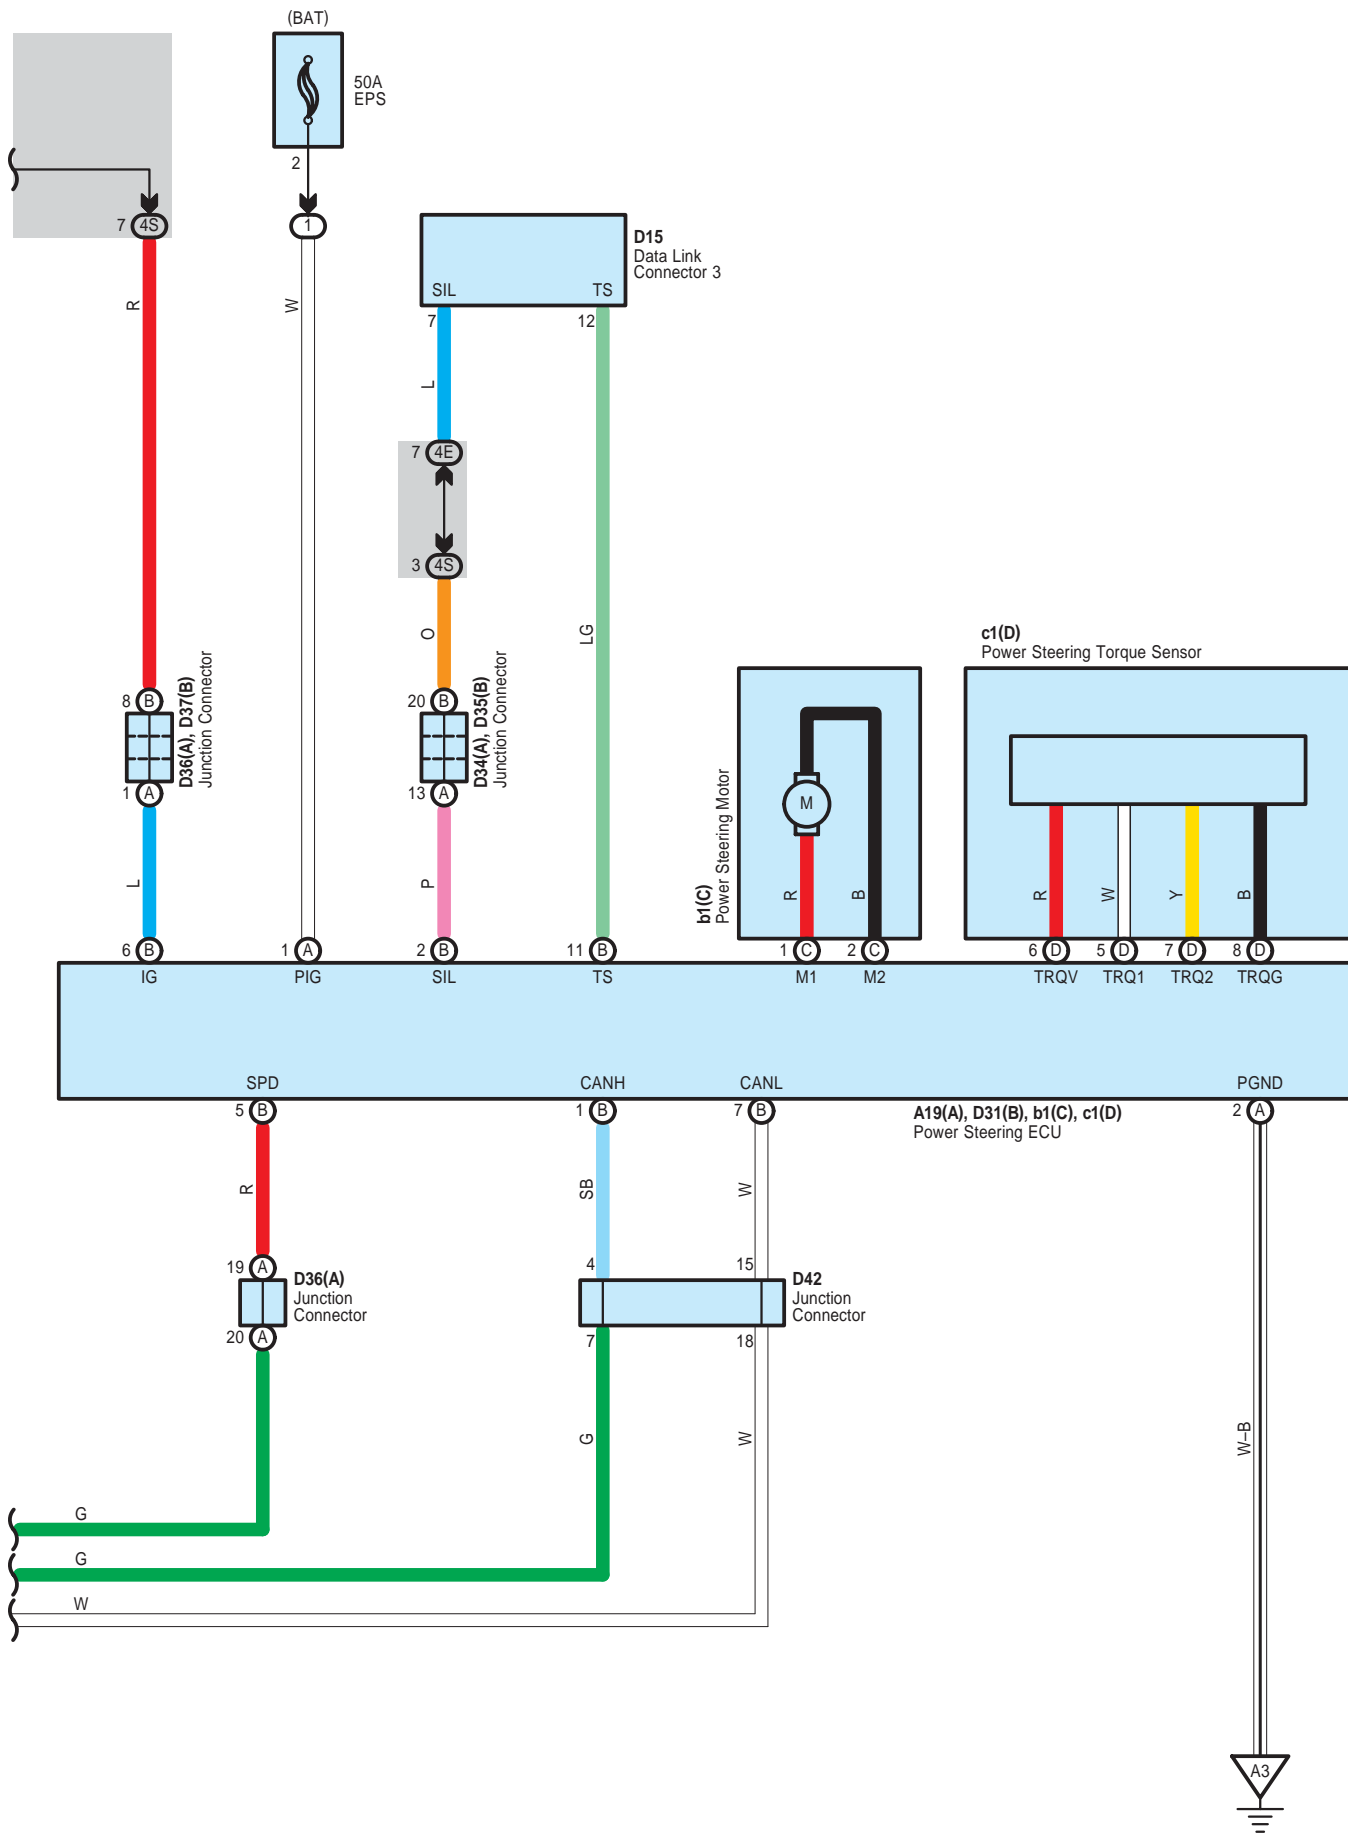 (BAT)
50A
EPS
2
7 4S
1
D15
Data Link
Connector 3
SIL TS
7 12
R
W
L
7 4E
3 4S
O
LG
c1(D)
Power Steering Torque Sensor
8 B
D36(A), D37(B)
Junction Connector
1 A
20 B
D34(A), D35(B)
Junction Connector
13 A
M
b1(C)
Power Steering Motor
L
P
R
B
R
W
Y
B
6 B
1 A
2 B
11 B
1 C
2 C
6 D
5 D
7 D
8 D
IG PIG SIL TS M1 M2 TRQV TRQ1 TRQ2 TRQG
SPD CANH CANL PGND
5 B
1 B
7 B
2 A
A19(A), D31(B), b1(C), c1(D)
Power Steering ECU
R
SB
W
19 A
D36(A)
Junction
Connector
20 A
4 15
D42
Junction
Connector
7 18
G
W
W–B
G
G
W
A3